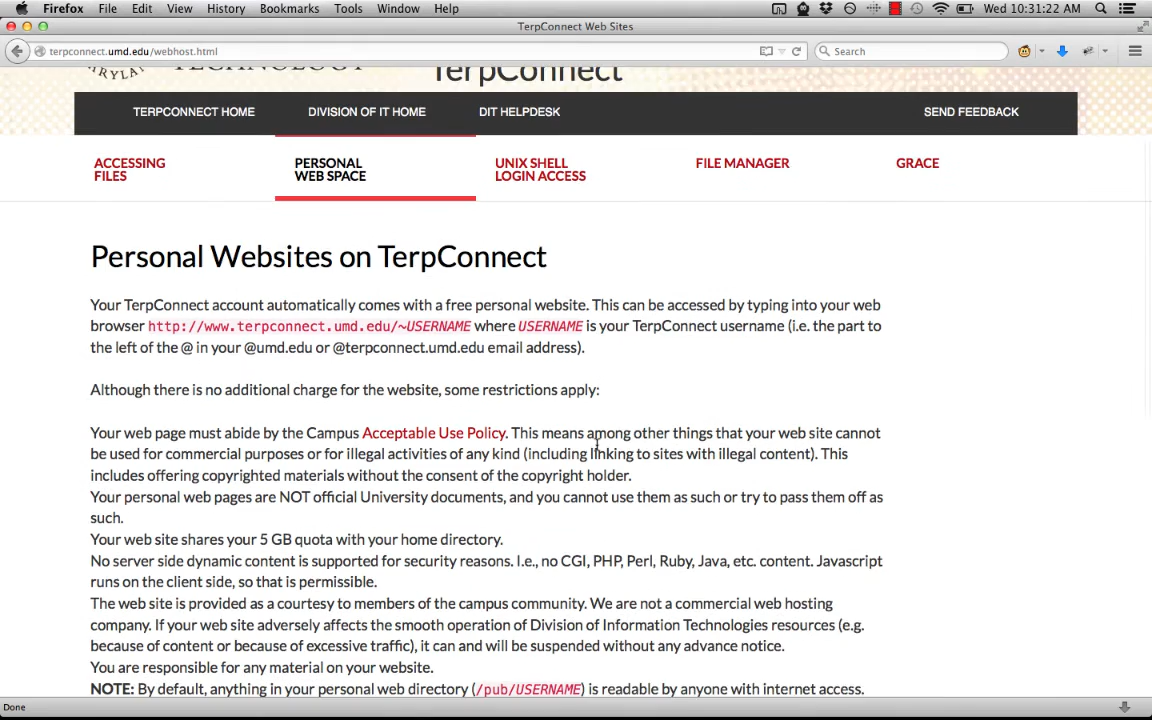 Firefox File Edit View History Bookmarks Tools Window Help Wed 10:31:22 AM
TerpConnect Web Sites
terpconnect.umd.edu/webhost.html Search
TerpConnect
TERPCONNECT HOME DIVISION OF IT HOME DIT HELPDESK SEND FEEDBACK
ACCESSING FILES
PERSONAL WEB SPACE
UNIX SHELL LOGIN ACCESS
FILE MANAGER
GRACE
Personal Websites on TerpConnect
Your TerpConnect account automatically comes with a free personal website. This can be accessed by typing into your web
browser http://www.terpconnect.umd.edu/~USERNAME where USERNAME is your TerpConnect username (i.e. the part to
the left of the @ in your @umd.edu or @terpconnect.umd.edu email address).
Although there is no additional charge for the website, some restrictions apply:
Your web page must abide by the Campus Acceptable Use Policy. This means among other things that your web site cannot
be used for commercial purposes or for illegal activities of any kind (including linking to sites with illegal content). This
includes offering copyrighted materials without the consent of the copyright holder.
Your personal web pages are NOT official University documents, and you cannot use them as such or try to pass them off as
such.
Your web site shares your 5 GB quota with your home directory.
No server side dynamic content is supported for security reasons. I.e., no CGI, PHP, Perl, Ruby, Java, etc. content. Javascript
runs on the client side, so that is permissible.
The web site is provided as a courtesy to members of the campus community. We are not a commercial web hosting
company. If your web site adversely affects the smooth operation of Division of Information Technologies resources (e.g.
because of content or because of excessive traffic), it can and will be suspended without any advance notice.
You are responsible for any material on your website.
NOTE: By default, anything in your personal web directory (/pub/USERNAME) is readable by anyone with internet access.
Done